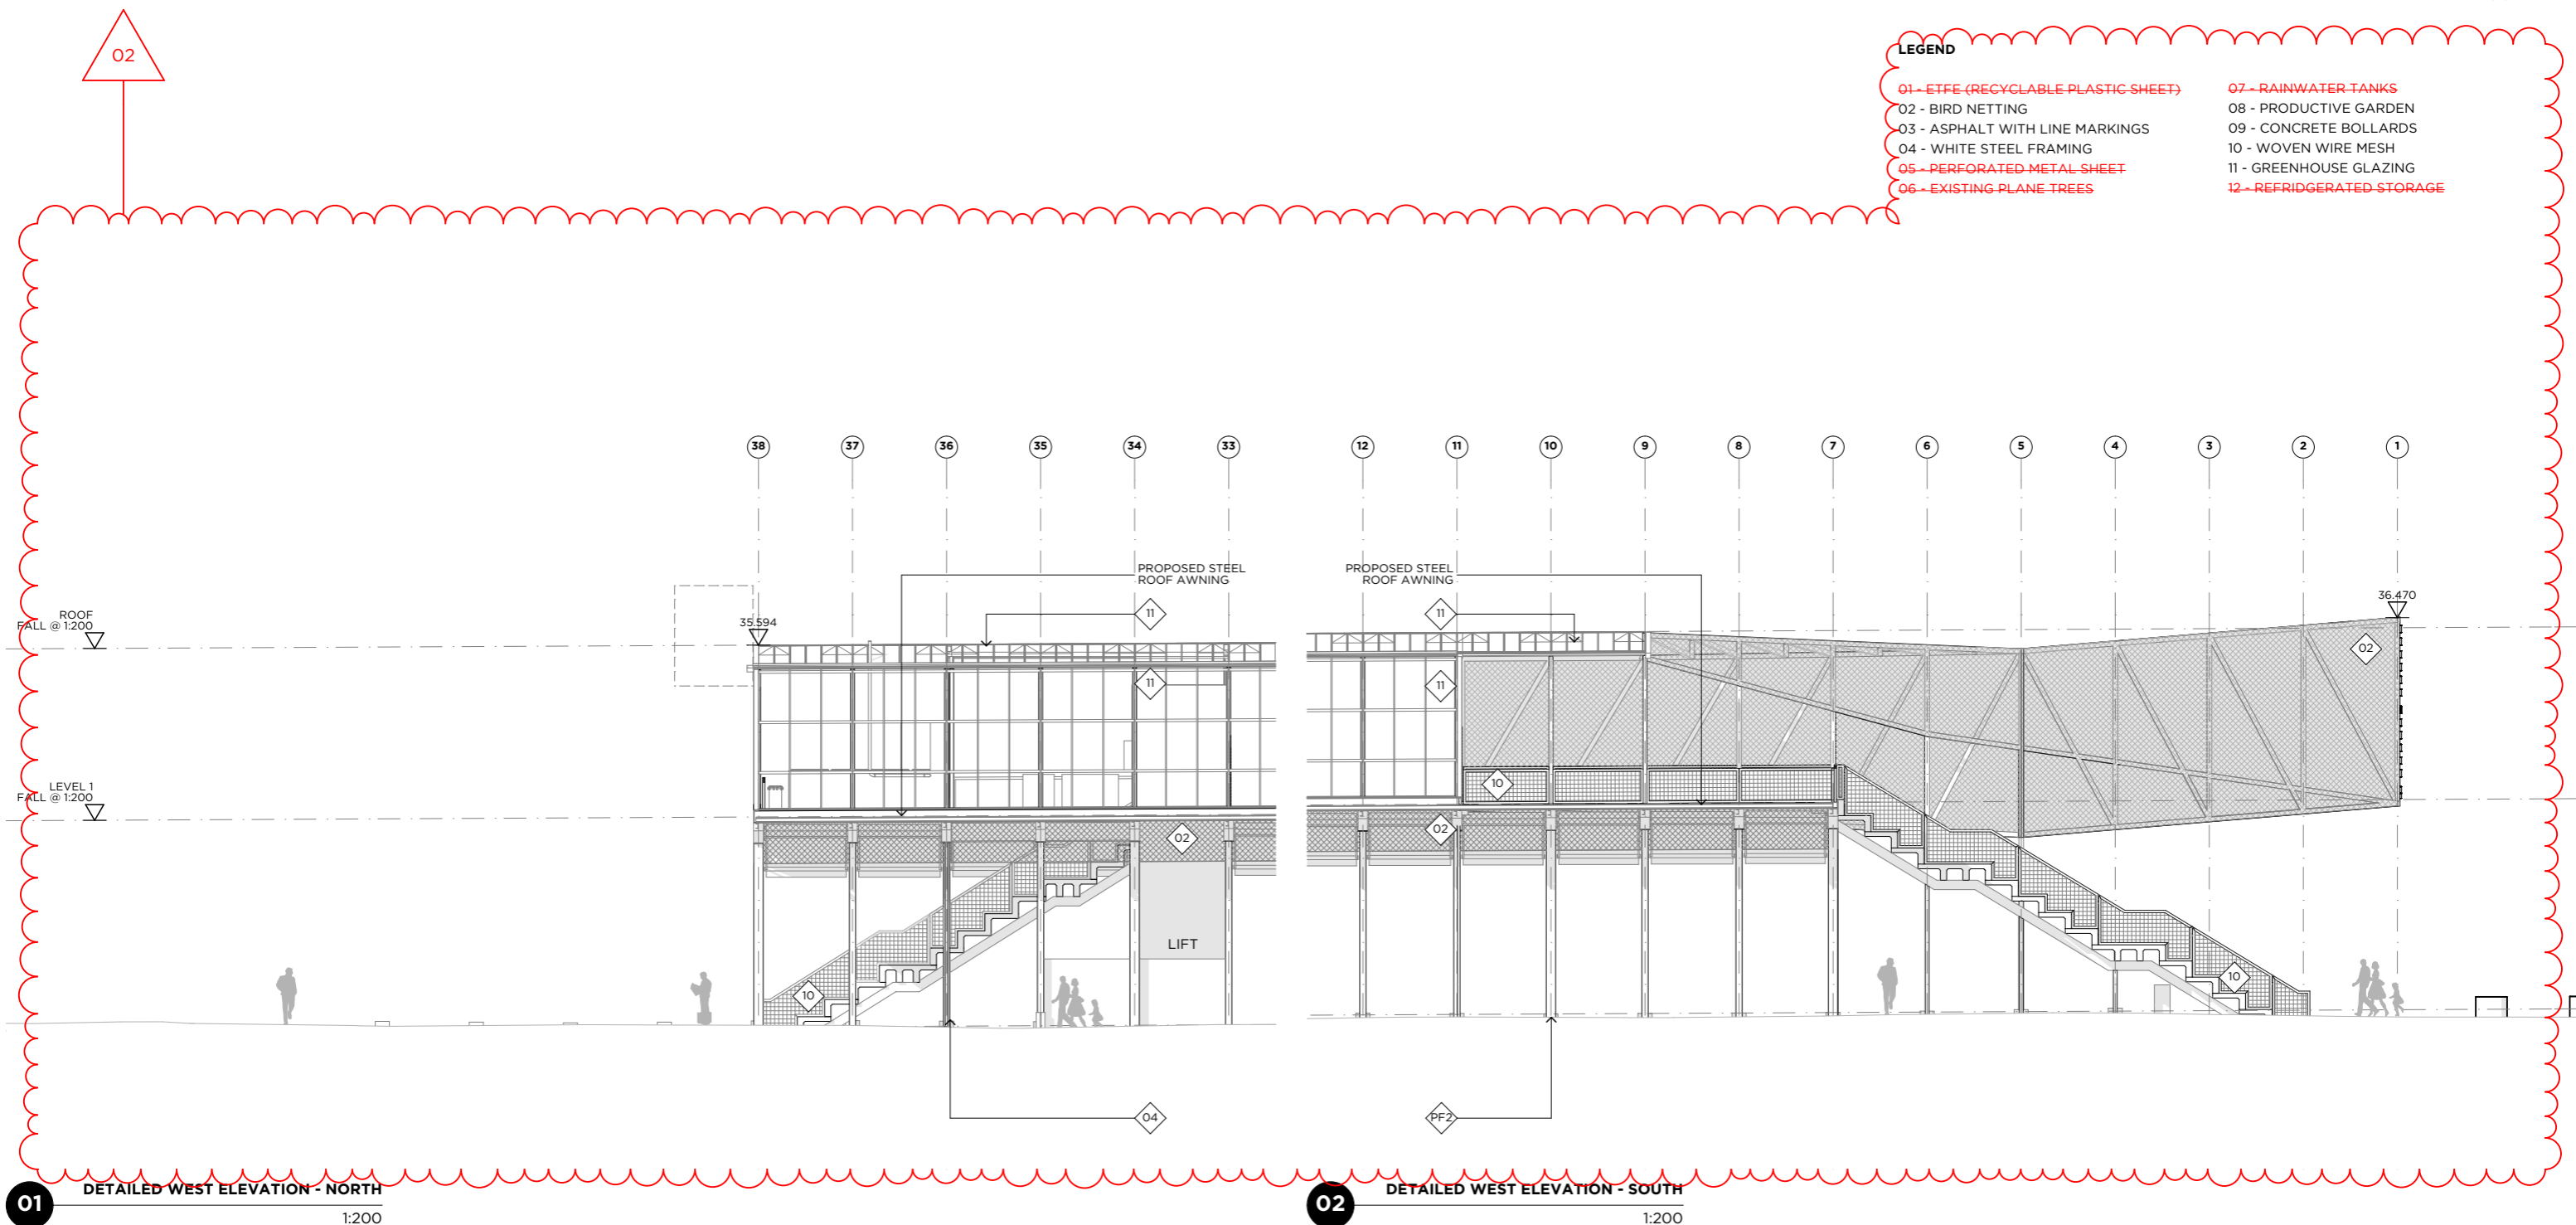 02
LEGEND
01 - ETFE (RECYCLABLE PLASTIC SHEET)
02 - BIRD NETTING
03 - ASPHALT WITH LINE MARKINGS
04 - WHITE STEEL FRAMING
05 - PERFORATED METAL SHEET
06 - EXISTING PLANE TREES
07 - RAINWATER TANKS
08 - PRODUCTIVE GARDEN
09 - CONCRETE BOLLARDS
10 - WOVEN WIRE MESH
11 - GREENHOUSE GLAZING
12 - REFRIDGERATED STORAGE
38 37 36 35 34 33
12 11 10 9 8 7 6 5 4 3 2 1
PROPOSED STEEL
ROOF AWNING
PROPOSED STEEL
ROOF AWNING
11
11
ROOF
FALL @ 1:200
35.594
36.470
02
11
11
LEVEL 1
FALL @ 1:200
10
02
02
LIFT
10
10
04
PF2
01
DETAILED WEST ELEVATION - NORTH
1:200
02
DETAILED WEST ELEVATION - SOUTH
1:200